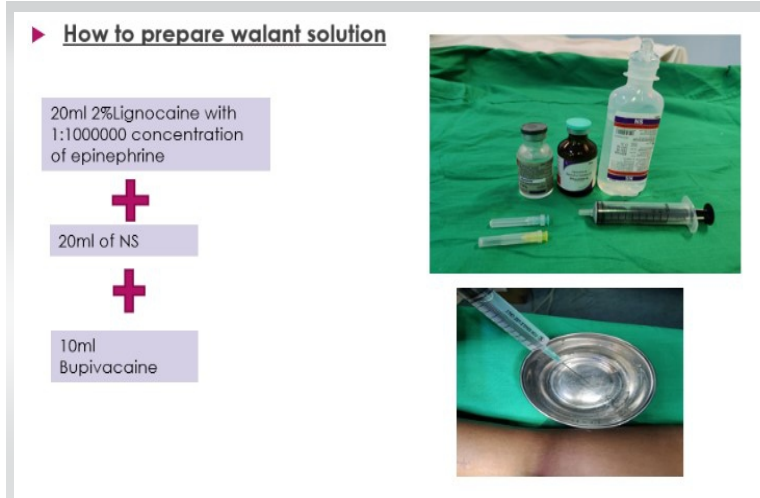 How to prepare walant solution
20ml 2%Lignocaine with
1:1000000 concentration
of epinephrine
20ml of NS
10ml
Bupivacaine
NS